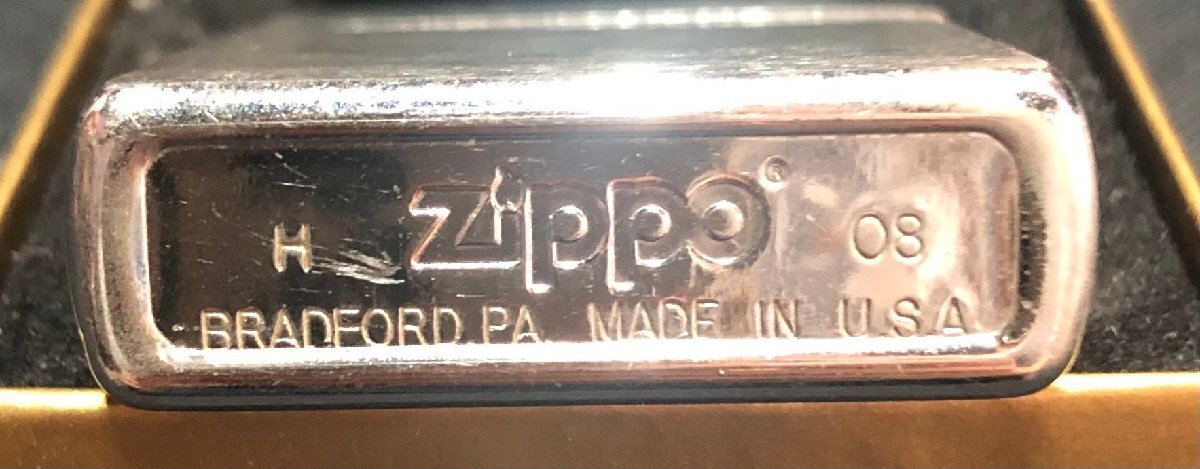 H Zippo® 08
BRADFORD, PA. MADE IN U.S.A